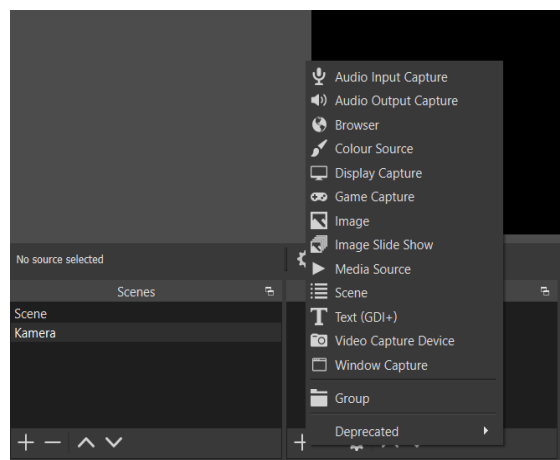 Audio Input Capture
Audio Output Capture
Browser
Colour Source
Display Capture
Game Capture
Image
Image Slide Show
Media Source
Scene
Text (GDI+)
Video Capture Device
Window Capture
Group
Deprecated
No source selected
Scenes
Scene
Kamera